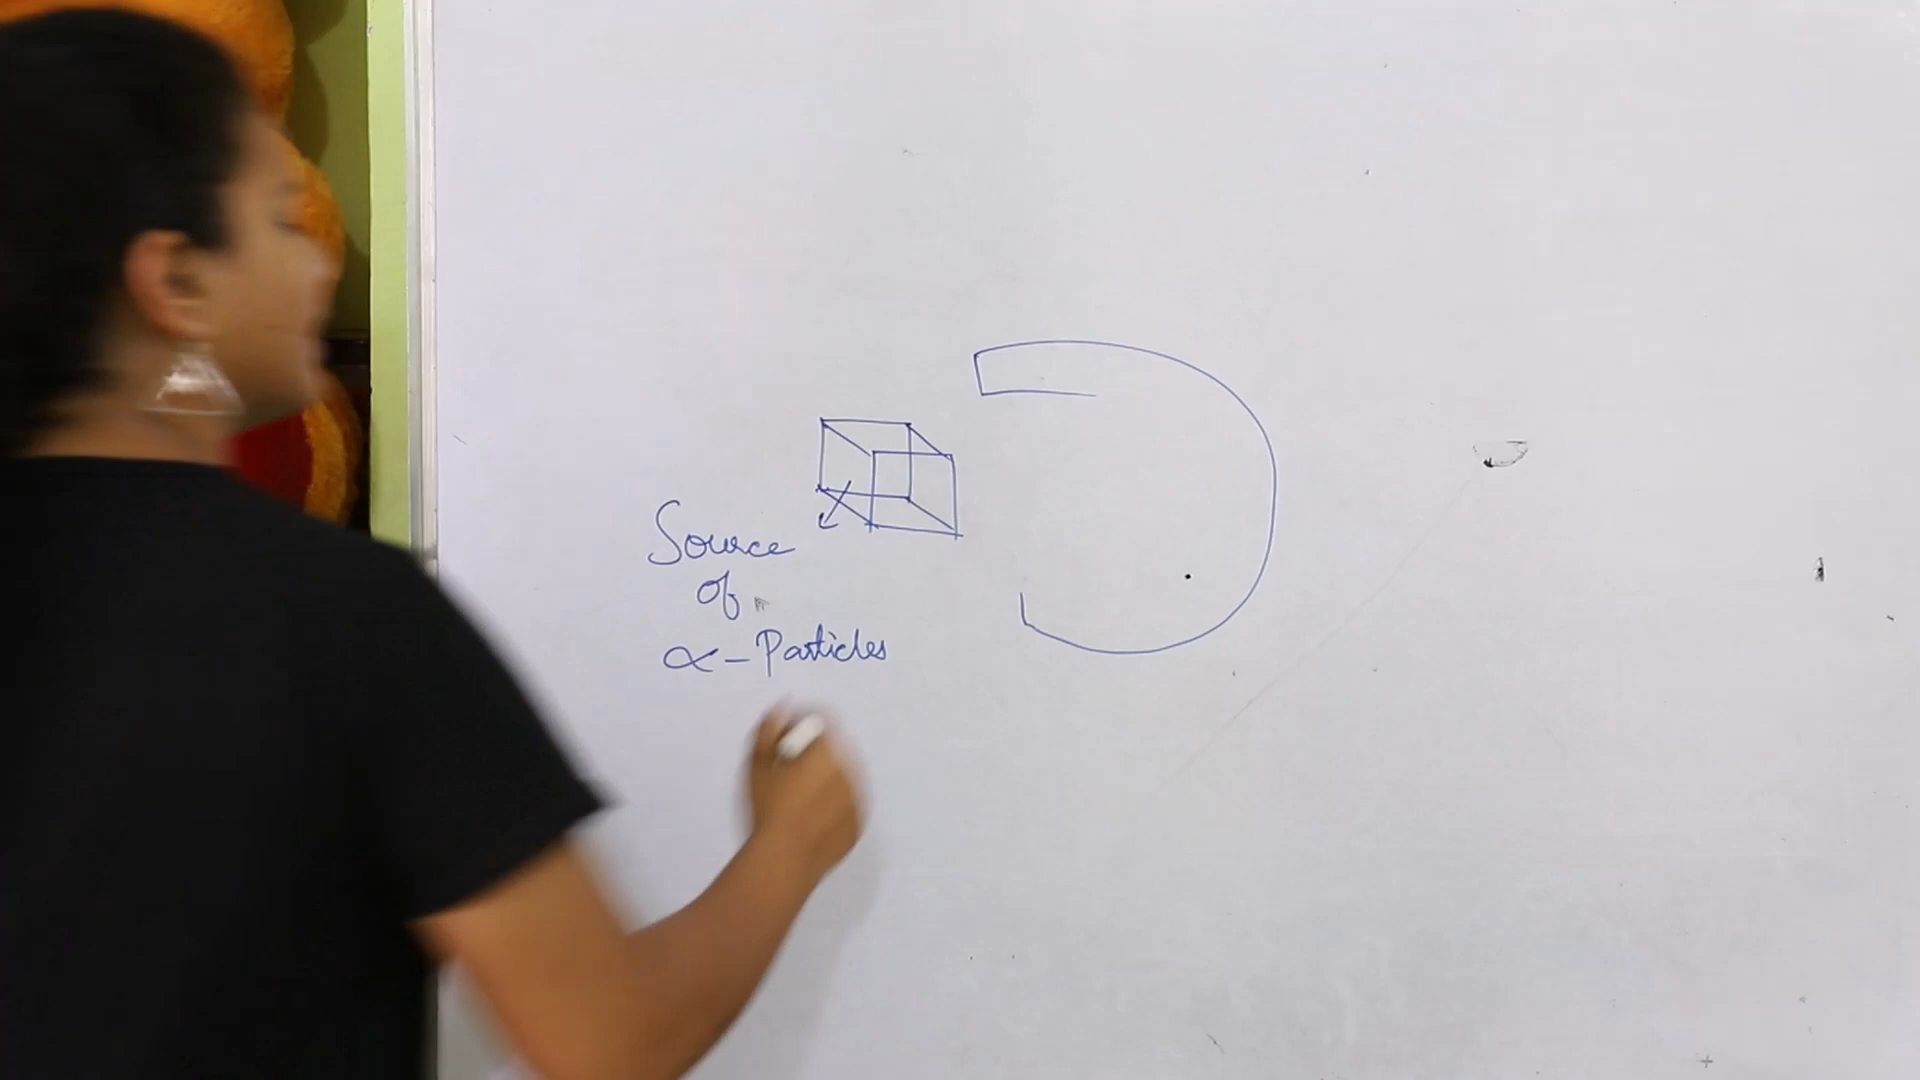 Source
of
α - Particles